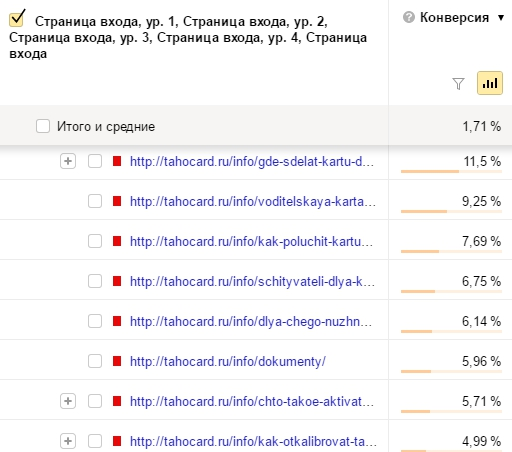 Страница входа, ур. 1, Страница входа, ур. 2,
Страница входа, ур. 3, Страница входа, ур. 4, Страница
входа
? Конверсия ▼
Итого и средние 1,71 %
http://tahocard.ru/info/gde-sdelat-kartu-d… 11,5 %
http://tahocard.ru/info/voditelskaya-karta… 9,25 %
http://tahocard.ru/info/kak-poluchit-kartu… 7,69 %
http://tahocard.ru/info/schityvateli-dlya-k… 6,75 %
http://tahocard.ru/info/dlya-chego-nuzhn… 6,14 %
http://tahocard.ru/info/dokumenty/ 5,96 %
http://tahocard.ru/info/chto-takoe-aktivat… 5,71 %
http://tahocard.ru/info/kak-otkalibrovat-ta… 4,99 %